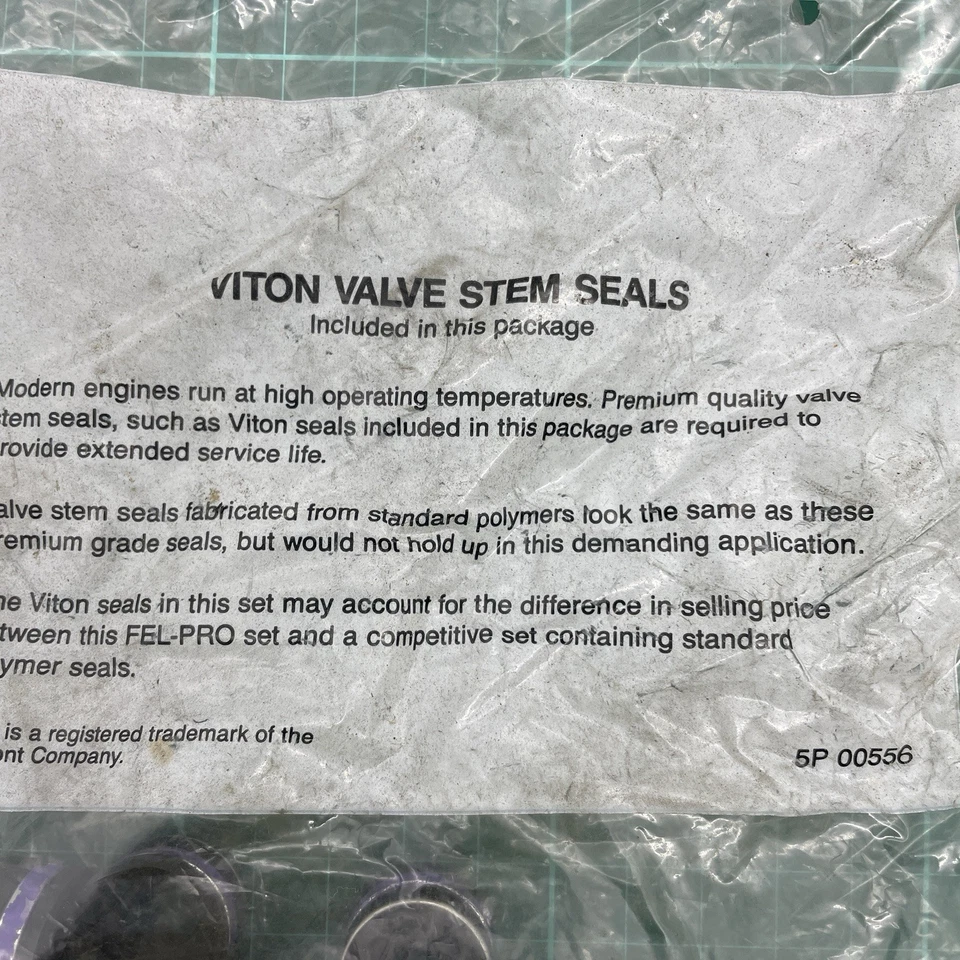 VITON VALVE STEM SEALS
Included in this package
Modern engines run at high operating temperatures. Premium quality valve
tem seals, such as Viton seals included in this package are required to
rovide extended service life.
alve stem seals fabricated from standard polymers look the same as these
remium grade seals, but would not hold up in this demanding application.
he Viton seals in this set may account for the difference in selling price
tween this FEL-PRO set and a competitive set containing standard
ymer seals.
is a registered trademark of the
ont Company.
5P 00556